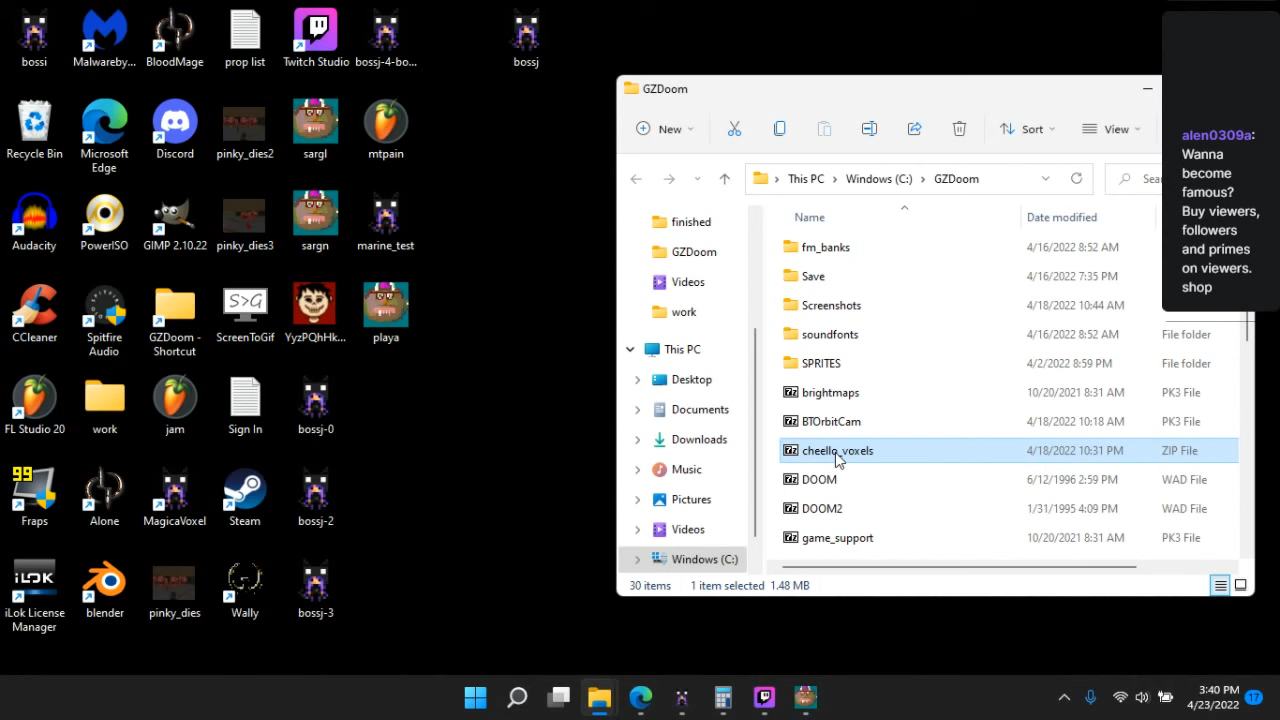 bossi
Malwareby...
BloodMage
prop list
Twitch Studio
bossj-4-bo...
bossj
Recycle Bin
Microsoft
Edge
Discord
pinky_dies2
sargl
mtpain
Audacity
PowerISO
GIMP 2.10.22
pinky_dies3
sargn
marine_test
CCleaner
Spitfire
Audio
GZDoom -
Shortcut
S>G
ScreenToGif
YyzPQhHk...
playa
FL Studio 20
work
jam
Sign In
bossj-0
99
Fraps
Alone
MagicaVoxel
Steam
bossj-2
iLOK
iLok License
Manager
blender
pinky_dies
Wally
bossj-3
GZDoom
New
Sort
View
This PC
Windows (C:)
GZDoom
Sea
finished
GZDoom
Videos
work
This PC
Desktop
Documents
Downloads
Music
Pictures
Videos
Windows (C:)
Name
Date modified
fm_banks
4/16/2022 8:52 AM
Save
4/16/2022 7:35 PM
Screenshots
4/18/2022 10:44 AM
soundfonts
4/16/2022 8:52 AM
File folder
SPRITES
4/2/2022 8:59 PM
File folder
brightmaps
10/20/2021 8:31 AM
PK3 File
BTOrbitCam
4/18/2022 10:18 AM
PK3 File
cheello_voxels
4/18/2022 10:31 PM
ZIP File
DOOM
6/12/1996 2:59 PM
WAD File
DOOM2
1/31/1995 4:09 PM
WAD File
game_support
10/20/2021 8:31 AM
PK3 File
30 items
1 item selected 1.48 MB
alen0309a:
Wanna
become
famous?
Buy viewers,
followers
and primes
on viewers.
shop
3:40 PM
4/23/2022
17